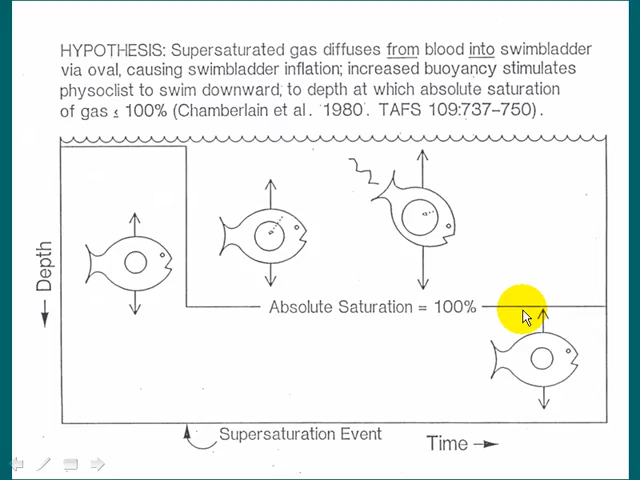 HYPOTHESIS: Supersaturated gas diffuses from blood into swimbladder
via oval, causing swimbladder inflation; increased buoyancy stimulates
physoclist to swim downward, to depth at which absolute saturation
of gas ≤ 100% (Chamberlain et al. 1980. TAFS 109:737–750).
Depth
Absolute Saturation = 100%
Supersaturation Event
Time